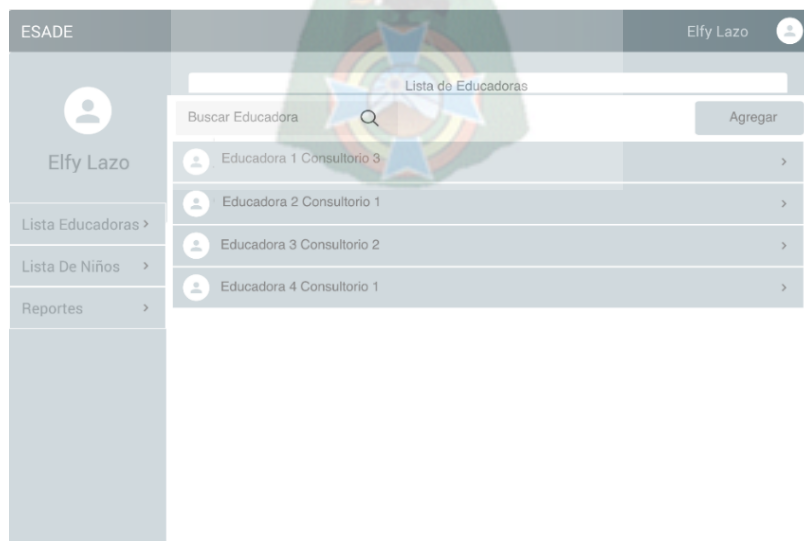 ESADE
Elfy Lazo
Lista de Educadoras
Buscar Educadora
Agregar
Elfy Lazo
Educadora 1 Consultorio 3
Educadora 2 Consultorio 1
Lista Educadoras >
Educadora 3 Consultorio 2
Lista De Niños >
Educadora 4 Consultorio 1
Reportes >